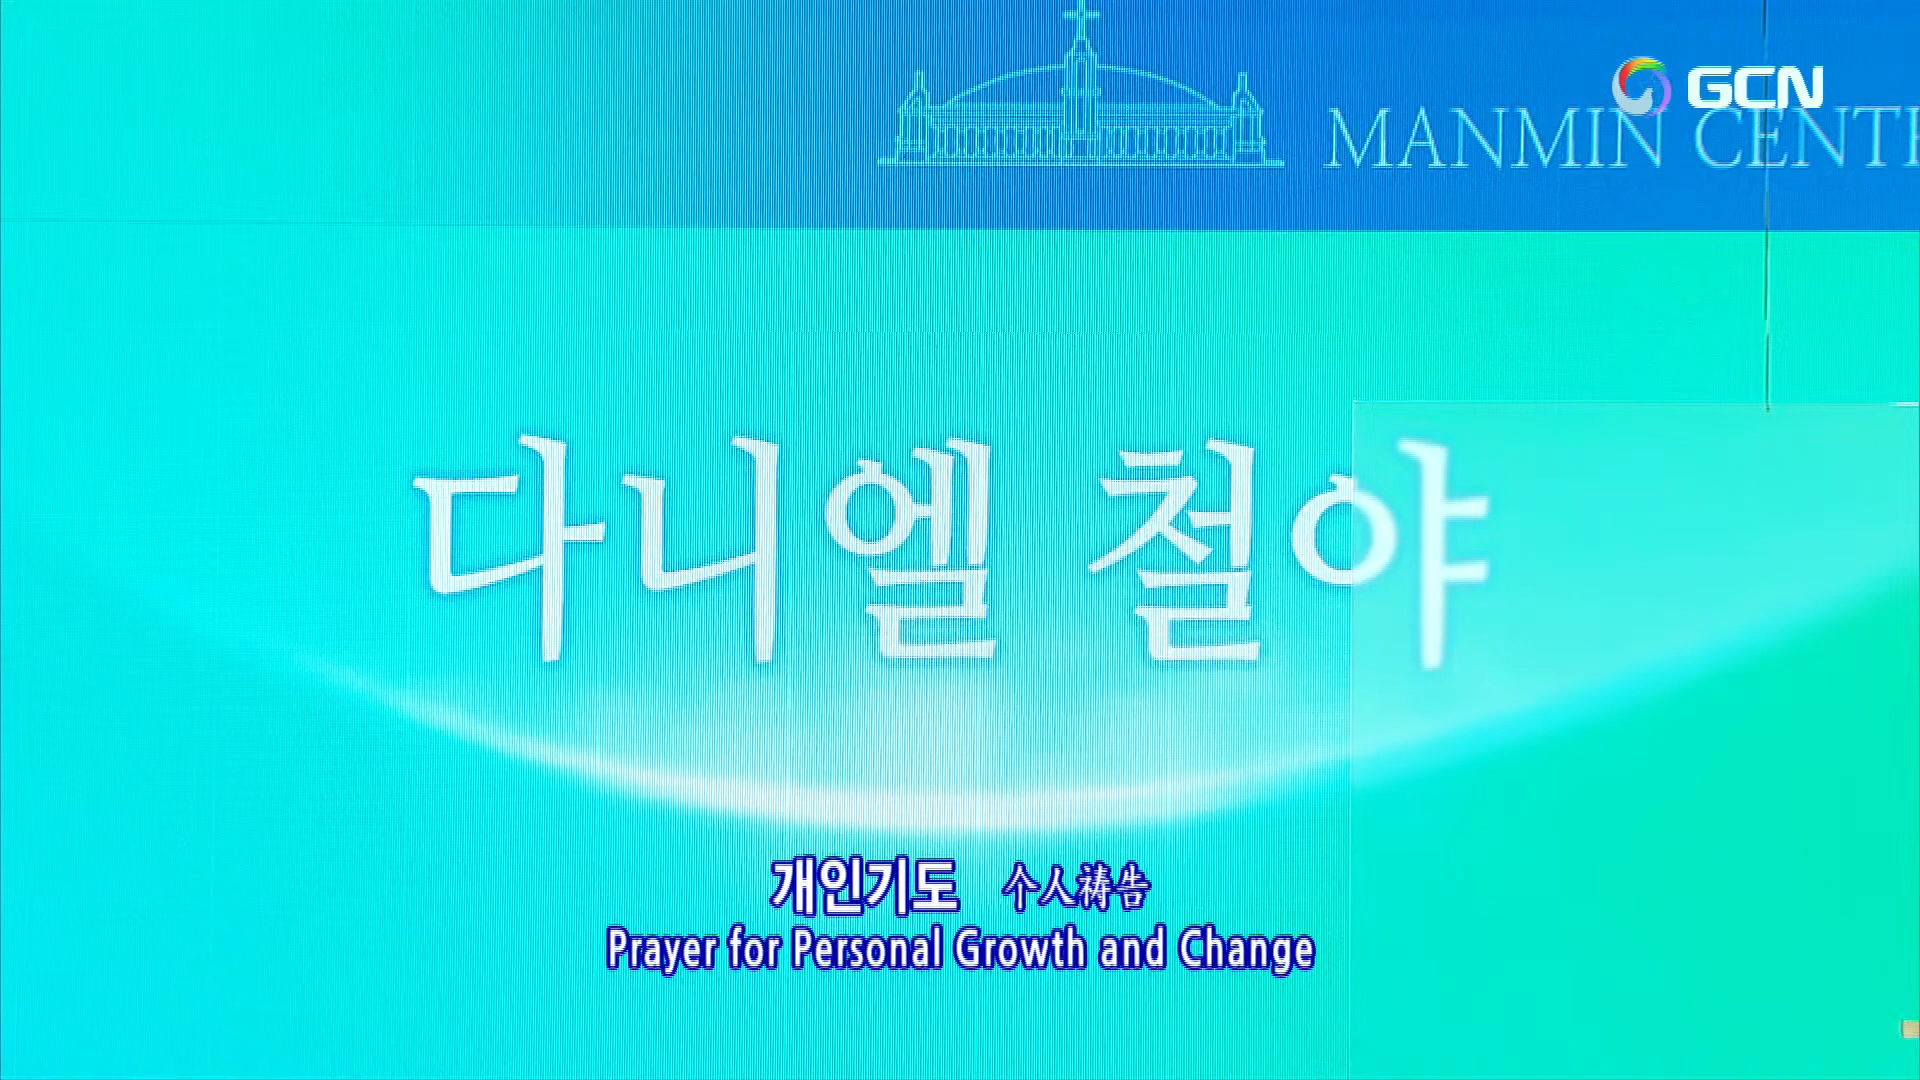 GCN
MANMIN CENT
다니엘 철야
개인기도 个人祷告
Prayer for Personal Growth and Change